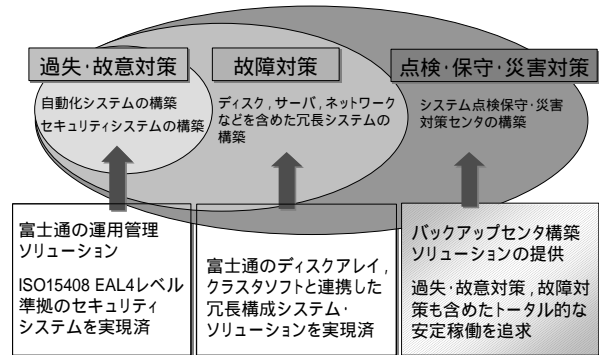 過失・故意対策
自動化システムの構築
セキュリティシステムの構築
故障対策
ディスク,サーバ,ネットワーク
などを含めた冗長システムの
構築
点検・保守・災害対策
システム点検保守・災害
対策センタの構築
富士通の運用管理
ソリューション
ISO15408 EAL4レベル
準拠のセキュリティ
システムを実現済
富士通のディスクアレイ,
クラスタソフトと連携した
冗長構成システム・
ソリューションを実現済
バックアップセンタ構築
ソリューションの提供
過失・故意対策,故障対
策も含めたトータル的な
安定稼働を追求